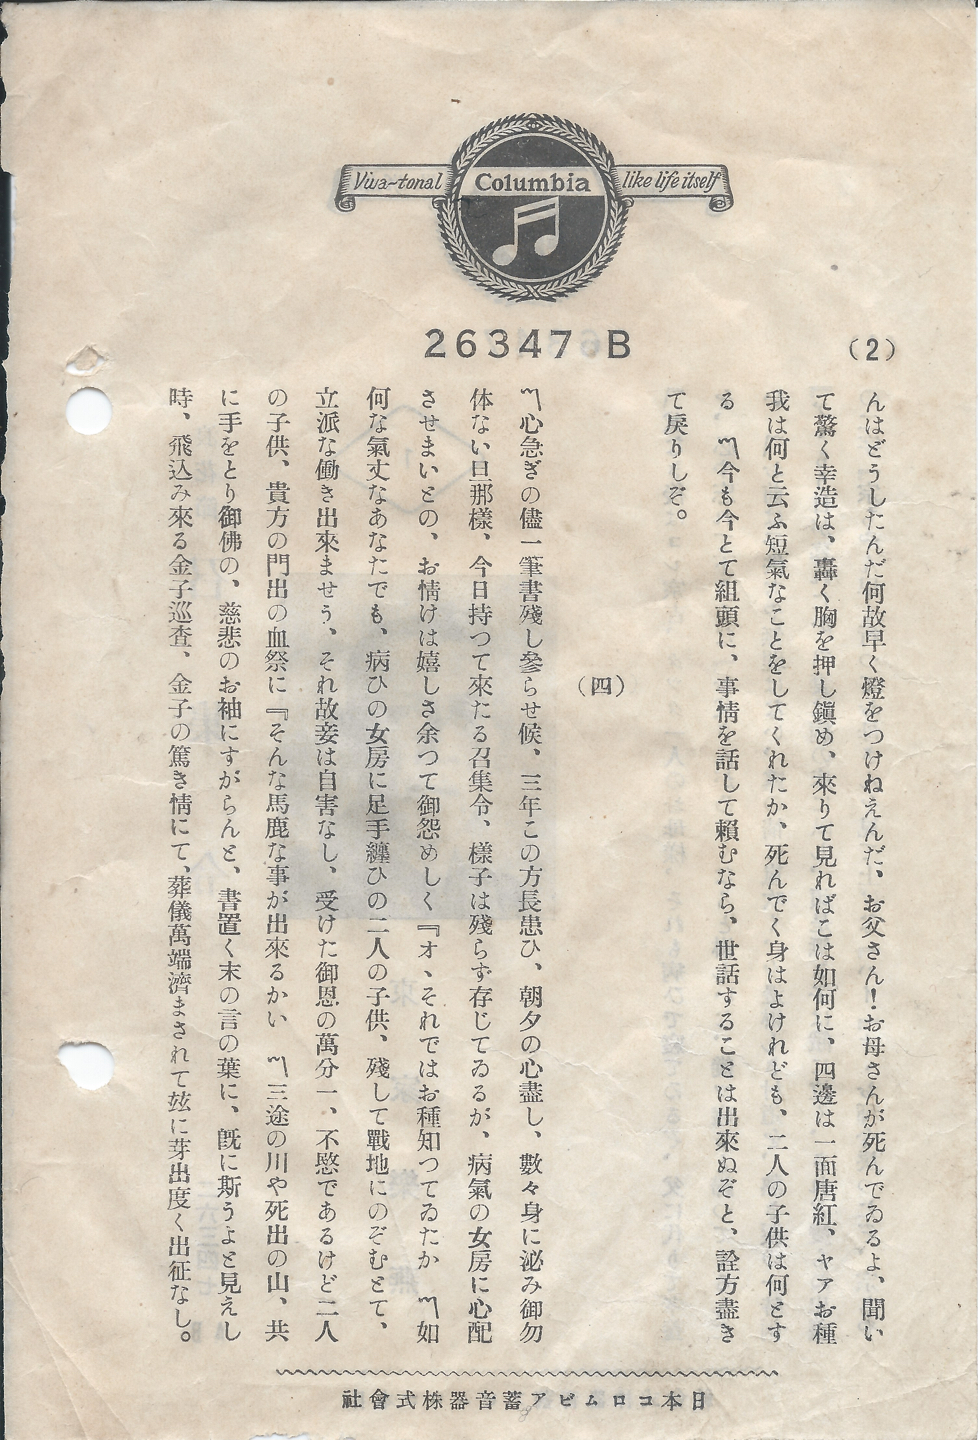 Viva-tonal Columbia like life itself
26347 B
(2)
んはどうしたんだ何故早く燈をつけねえんだ、お父さん！お母さんが死んでゐるよ、聞い
て驚く幸造は、轟く胸を押し鎭め、來りて見ればこは如何に、四邊は一面唐紅、ヤアお種
我は何と云ふ短氣なことをしてくれたか、死んでく身はよけれども、二人の子供は何とす
る 〽今も今とて組頭に、事情を話して賴むなら、世話することは出來ぬぞと、詮方盡き
て戻りしぞ。
(四)
〽心急ぎの儘一筆書殘し參らせ候、三年この方長患ひ、朝夕の心盡し、數々身に泌み御勿
体ない旦那樣、今日持つて來たる召集令、樣子は殘らず存じてゐるが、病氣の女房に心配
させまいとの、お情けは嬉しさ余つて御怨めしく『オヽそれではお種知つてゐたか 〽如
何な氣丈なあなたでも、病ひの女房に足手纏ひの二人の子供、殘して戰地にのぞむとて、
立派な働き出來ませう、それ故妾は自害なし、受けた御恩の萬分一、不愍であるけど二人
の子供、貴方の門出の血祭に『そんな馬鹿な事が出來るかい 〽三途の川や死出の山、共
に手をとり御佛の、慈悲のお袖にすがらんと、書置く末の言の葉に、旣に斯うよと見えし
時、飛込み來る金子巡查、金子の篤き情にて、葬儀萬端濟まされて玆に芽出度く出征なし。
日本コロムビア蓄音器株式會社